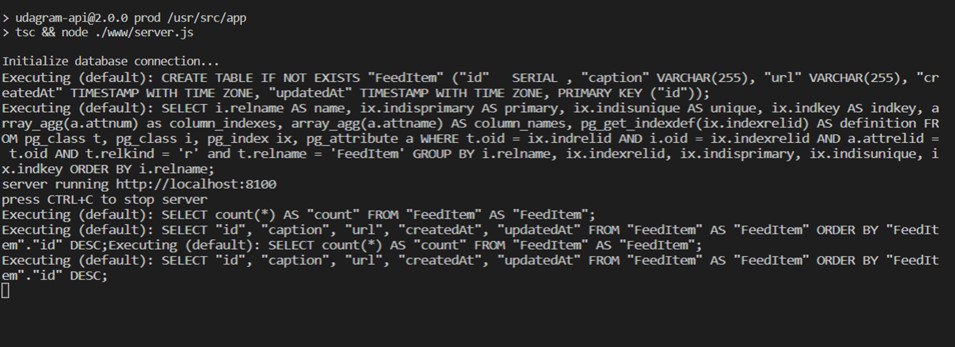 > udagram-api@2.0.0 prod /usr/src/app
> tsc && node ./www/server.js
Initialize database connection...
Executing (default): CREATE TABLE IF NOT EXISTS "FeedItem" ("id"   SERIAL , "caption" VARCHAR(255), "url" VARCHAR(255), "cr
eatedAt" TIMESTAMP WITH TIME ZONE, "updatedAt" TIMESTAMP WITH TIME ZONE, PRIMARY KEY ("id"));
Executing (default): SELECT i.relname AS name, ix.indisprimary AS primary, ix.indisunique AS unique, ix.indkey AS indkey, a
rray_agg(a.attnum) as column_indexes, array_agg(a.attname) AS column_names, pg_get_indexdef(ix.indexrelid) AS definition FR
OM pg_class t, pg_class i, pg_index ix, pg_attribute a WHERE t.oid = ix.indrelid AND i.oid = ix.indexrelid AND a.attrelid =
 t.oid AND t.relkind = 'r' and t.relname = 'FeedItem' GROUP BY i.relname, ix.indexrelid, ix.indisprimary, ix.indisunique, i
x.indkey ORDER BY i.relname;
server running http://localhost:8100
press CTRL+C to stop server
Executing (default): SELECT count(*) AS "count" FROM "FeedItem" AS "FeedItem";
Executing (default): SELECT "id", "caption", "url", "createdAt", "updatedAt" FROM "FeedItem" AS "FeedItem" ORDER BY "FeedIt
em"."id" DESC;Executing (default): SELECT count(*) AS "count" FROM "FeedItem" AS "FeedItem";
Executing (default): SELECT "id", "caption", "url", "createdAt", "updatedAt" FROM "FeedItem" AS "FeedItem" ORDER BY "FeedIt
em"."id" DESC;